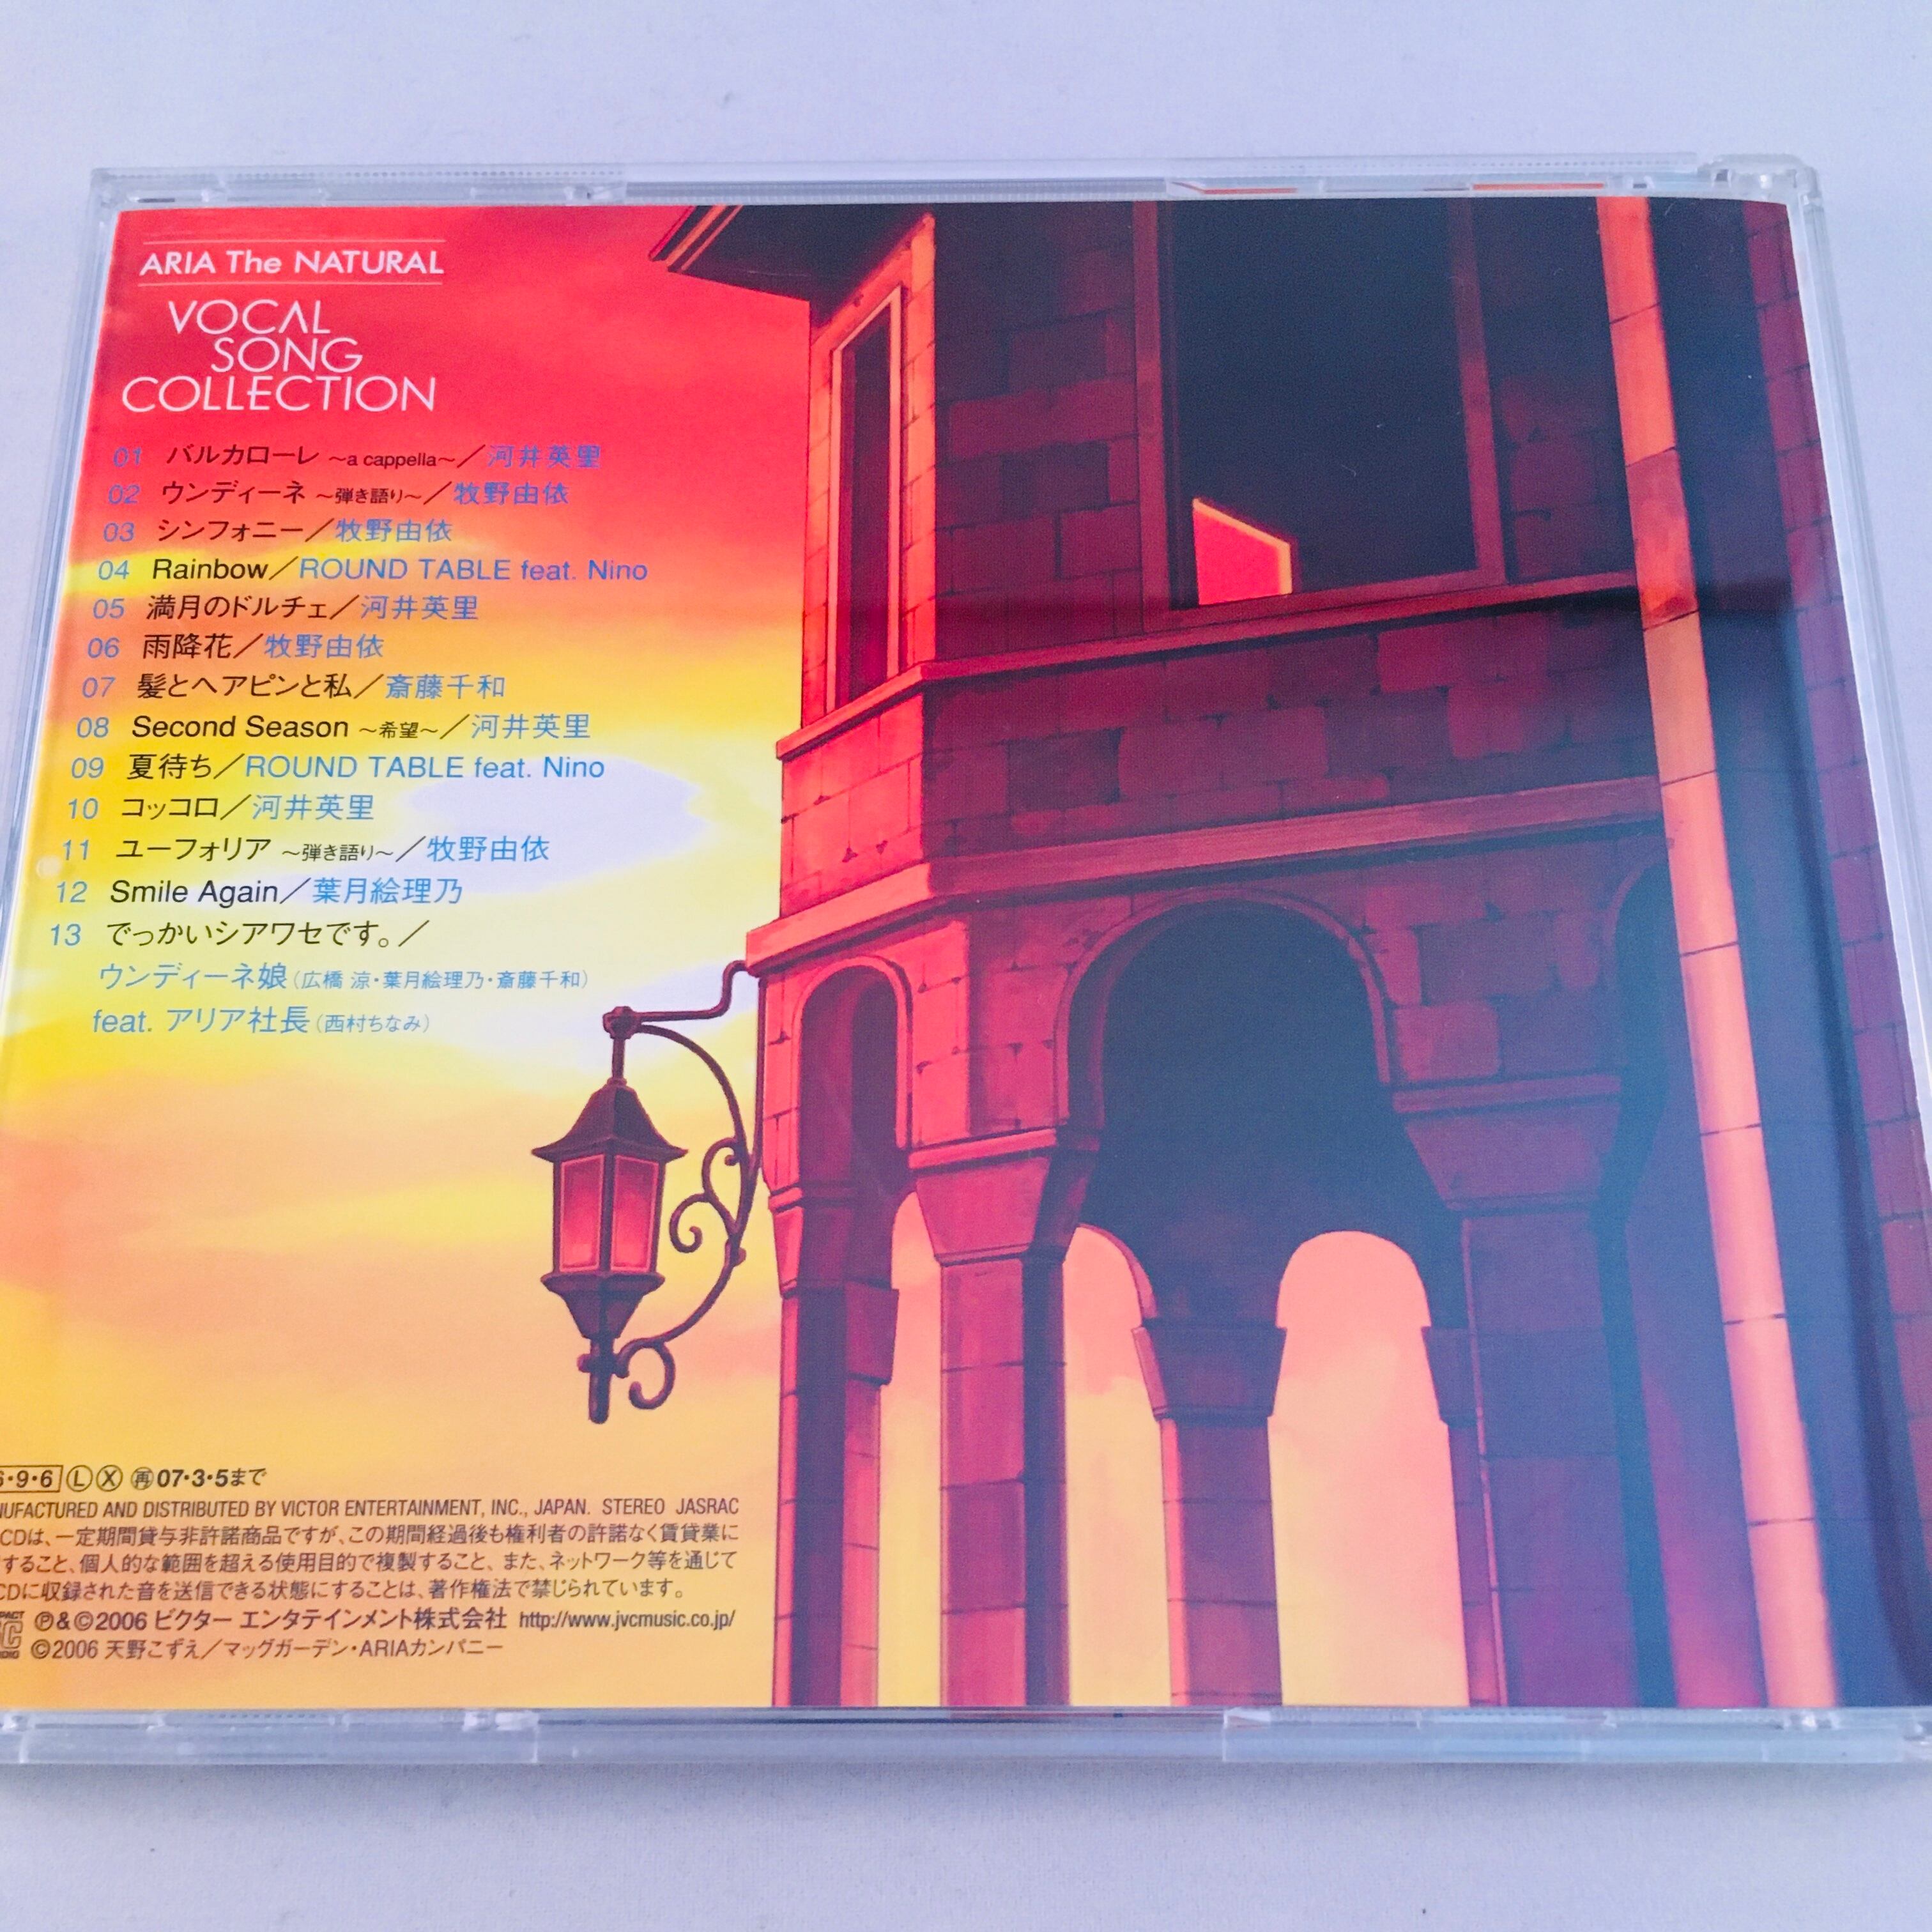 ARIA The NATURAL
VOCAL
SONG
COLLECTION
01 バルカローレ ～a cappella～／河井英里
02 ウンディーネ ～弾き語り～／牧野由依
03 シンフォニー／牧野由依
04 Rainbow／ROUND TABLE feat. Nino
05 満月のドルチェ／河井英里
06 雨降花／牧野由依
07 髪とヘアピンと私／斎藤千和
08 Second Season ～希望～／河井英里
09 夏待ち／ROUND TABLE feat. Nino
10 コッコロ／河井英里
11 ユーフォリア ～弾き語り～／牧野由依
12 Smile Again／葉月絵理乃
13 でっかいシアワセです。／
ウンディーネ娘（広橋 涼・葉月絵理乃・斎藤千和）
feat. アリア社長（西村ちなみ）
6・9・6 Ⓛ Ⓧ ㊢07・3・5まで
UFACTURED AND DISTRIBUTED BY VICTOR ENTERTAINMENT, INC., JAPAN. STEREO JASRAC
CDは、一定期間貸与非許諾商品ですが、この期間経過後も権利者の許諾なく賃貸業に
すること、個人的な範囲を超える使用目的で複製すること、また、ネットワーク等を通じて
CDに収録された音を送信できる状態にすることは、著作権法で禁じられています。
℗&©2006 ビクター エンタテインメント株式会社 http://www.jvcmusic.co.jp/
©2006 天野こずえ／マッグガーデン・ARIAカンパニー